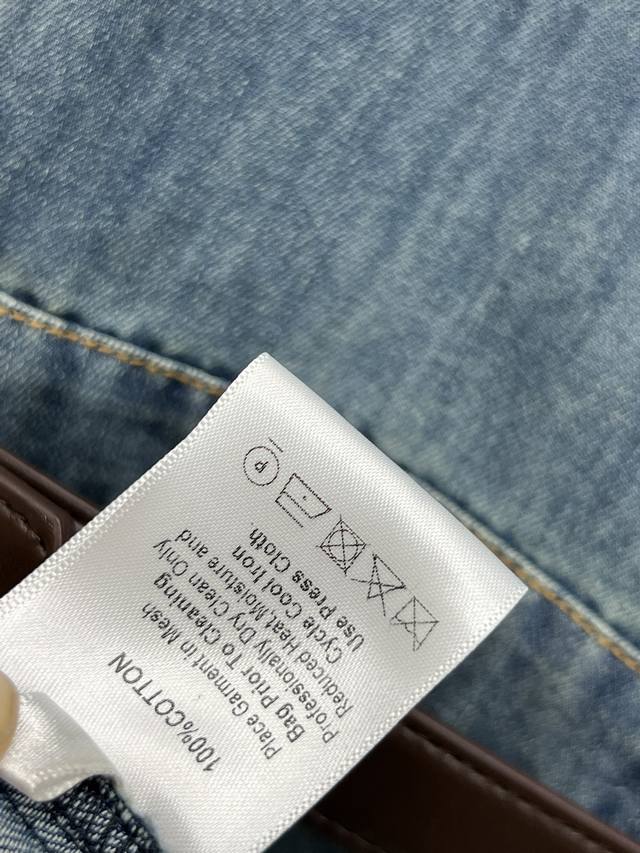 100%COTTON
Place Garment in Mesh
Bag Prior To Cleaning
Professionally Dry Clean Only
Reduced Heat,Moisture and
Cycle Cool Iron
Use Press Cloth.
P